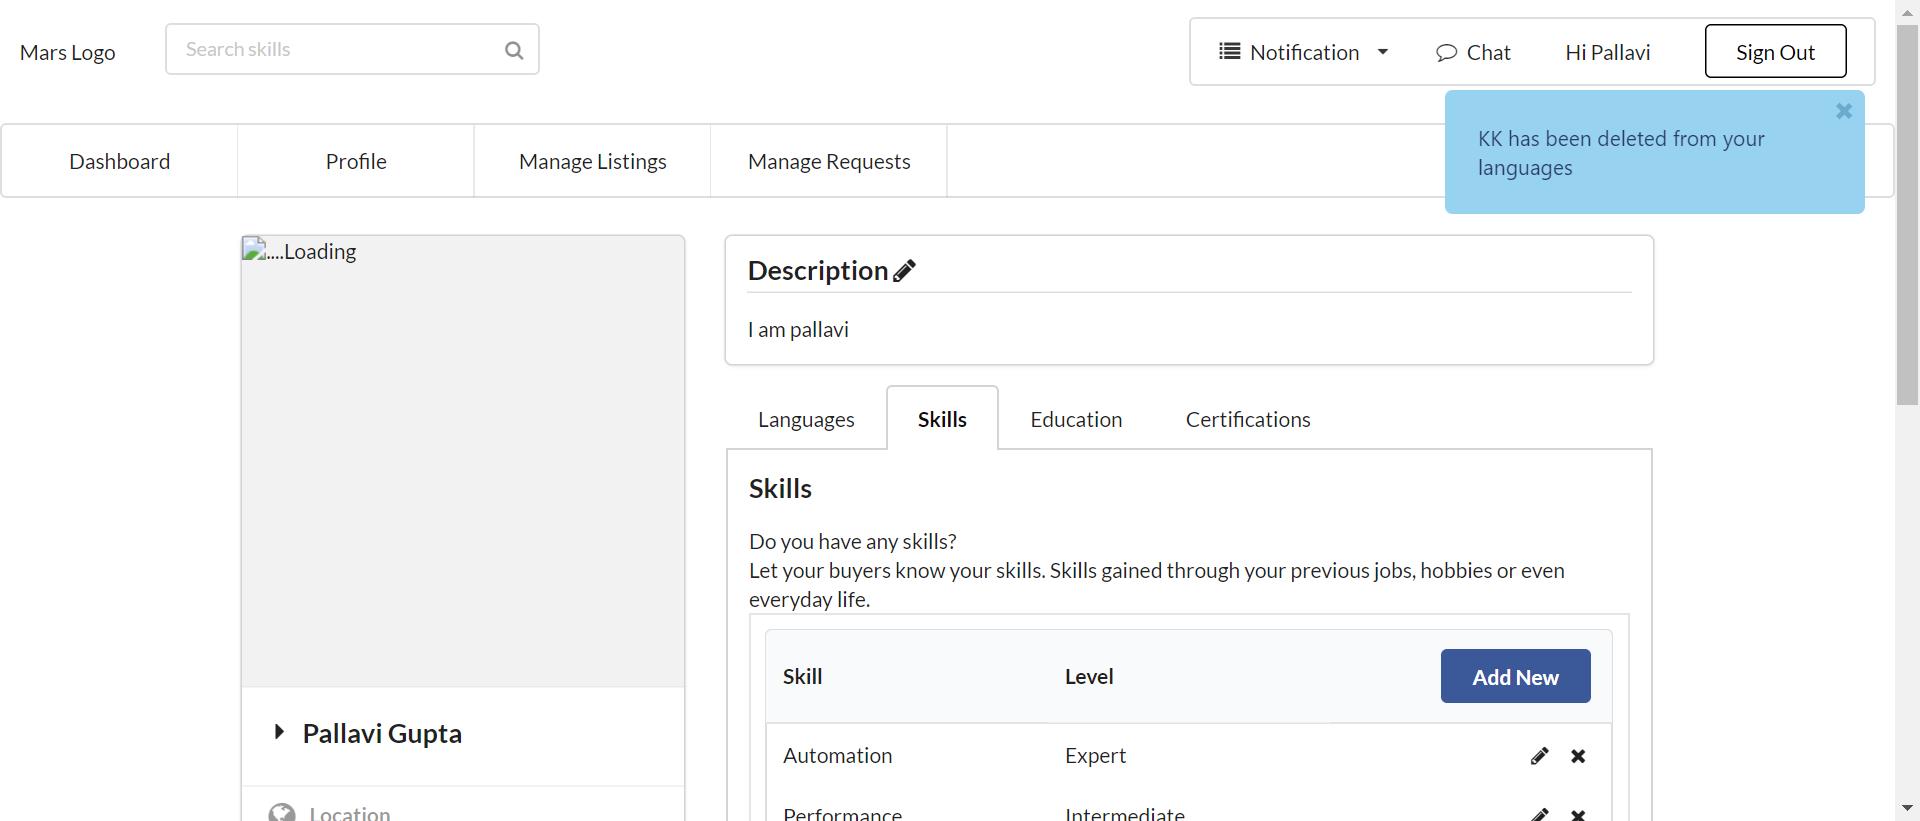 Mars Logo
Search skills
Notification
Chat
Hi Pallavi
Sign Out
KK has been deleted from your
languages
Dashboard
Profile
Manage Listings
Manage Requests
....Loading
Pallavi Gupta
Location
Description
I am pallavi
Languages
Skills
Education
Certifications
Skills
Do you have any skills?
Let your buyers know your skills. Skills gained through your previous jobs, hobbies or even
everyday life.
Skill
Level
Add New
Automation
Expert
Performance
Intermediate